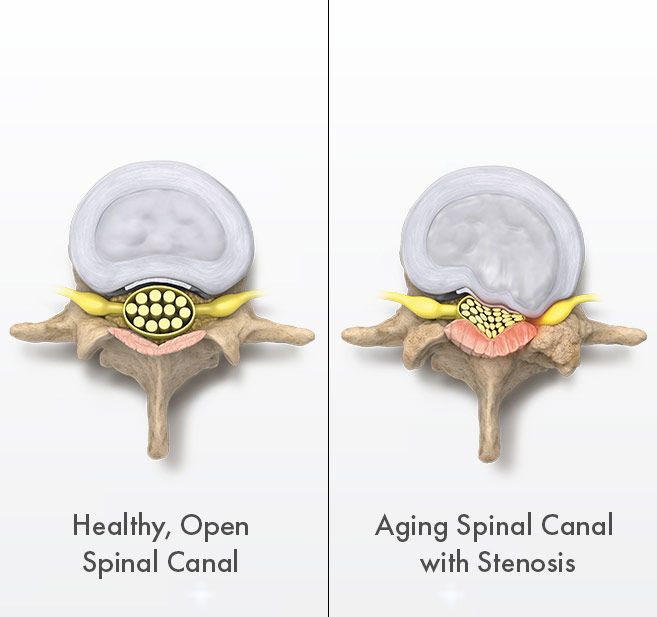 Healthy, Open
Spinal Canal
Aging Spinal Canal
with Stenosis